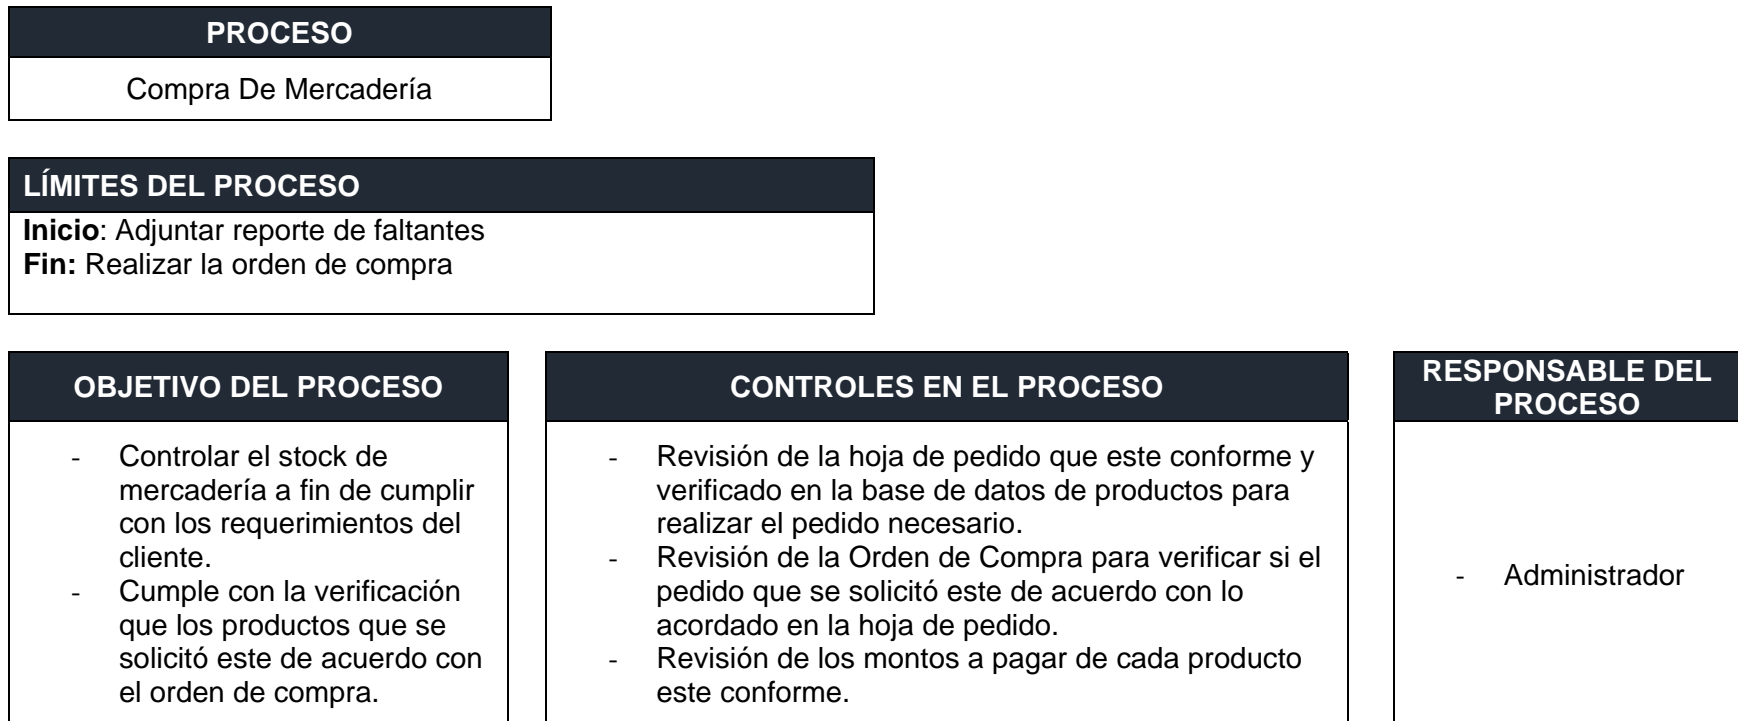 PROCESO
Compra De Mercadería
LÍMITES DEL PROCESO
Inicio: Adjuntar reporte de faltantes
Fin: Realizar la orden de compra
OBJETIVO DEL PROCESO
- Controlar el stock de
mercadería a fin de cumplir
con los requerimientos del
cliente.
- Cumple con la verificación
que los productos que se
solicitó este de acuerdo con
el orden de compra.
CONTROLES EN EL PROCESO
- Revisión de la hoja de pedido que este conforme y
verificado en la base de datos de productos para
realizar el pedido necesario.
- Revisión de la Orden de Compra para verificar si el
pedido que se solicitó este de acuerdo con lo
acordado en la hoja de pedido.
- Revisión de los montos a pagar de cada producto
este conforme.
RESPONSABLE DEL
PROCESO
- Administrador